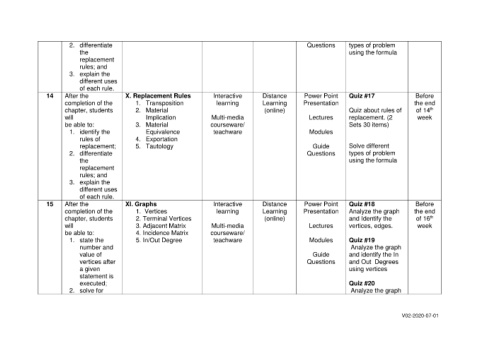 2. differentiate
the
replacement
rules; and
3. explain the
different uses
of each rule.
Questions
types of problem
using the formula
14
After the
completion of the
chapter, students
will
be able to:
1. identify the
rules of
replacement;
2. differentiate
the
replacement
rules; and
3. explain the
different uses
of each rule.
X. Replacement Rules
1. Transposition
2. Material
Implication
3. Material
Equivalence
4. Exportation
5. Tautology
Interactive
learning
Multi-media
courseware/
teachware
Distance
Learning
(online)
Power Point
Presentation
Lectures
Modules
Guide
Questions
Quiz #17
Quiz about rules of
replacement. (2
Sets 30 items)
Solve different
types of problem
using the formula
Before
the end
of 14th
week
15
After the
completion of the
chapter, students
will
be able to:
1. state the
number and
value of
vertices after
a given
statement is
executed.
2. solve for
XI. Graphs
1. Vertices
2. Terminal Vertices
3. Adjacent Matrix
4. Incidence Matrix
5. In/Out Degree
Interactive
learning
Multi-media
courseware/
teachware
Distance
Learning
(online)
Power Point
Presentation
Lectures
Modules
Guide
Questions
Quiz #18
Analyze the graph
and Identify the
vertices, edges.
Quiz #19
Analyze the graph
and identify the In
and Out Degrees
using vertices
Quiz #20
Analyze the graph
Before
the end
of 16th
week
V02-2020-07-01